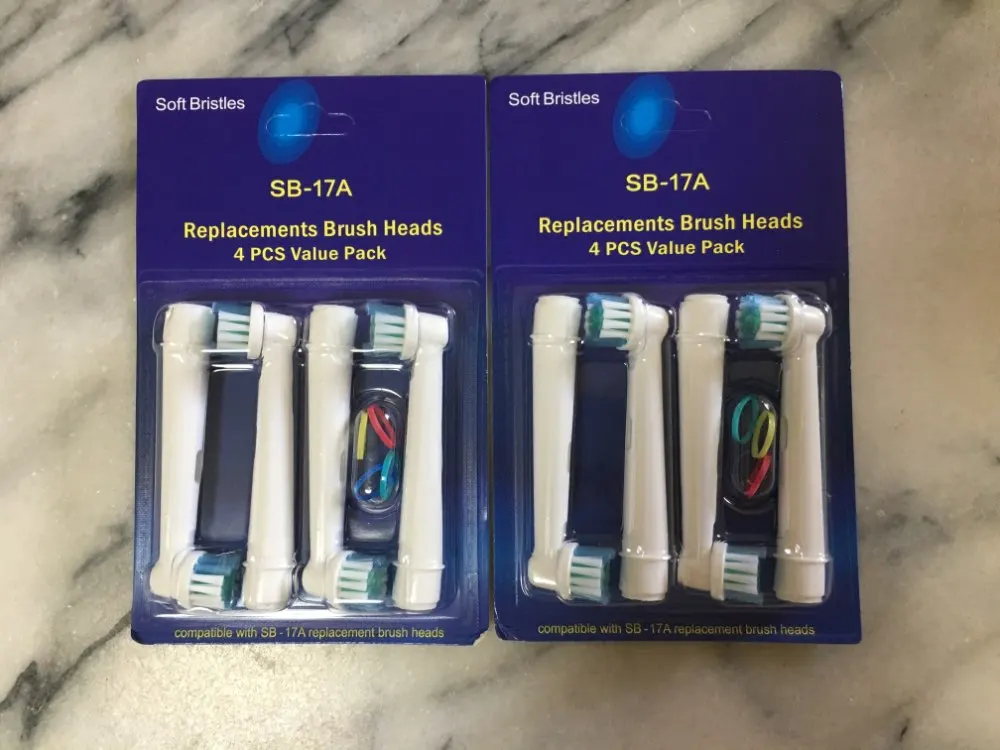 Soft Bristles
SB-17A
Replacements Brush Heads
4 PCS Value Pack
compatible with SB - 17A replacement brush heads
Soft Bristles
SB-17A
Replacements Brush Heads
4 PCS Value Pack
compatible with SB - 17A replacement brush heads